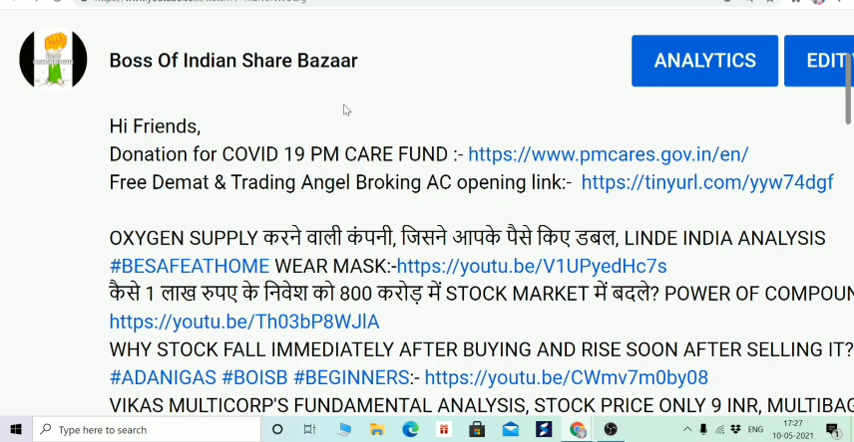 Boss Of Indian Share Bazaar
ANALYTICS
EDIT
Hi Friends,
Donation for COVID 19 PM CARE FUND :- https://www.pmcares.gov.in/en/
Free Demat & Trading Angel Broking AC opening link:- https://tinyurl.com/yyw74dgf
OXYGEN SUPPLY करने वाली कंपनी, जिसने आपके पैसे किए डबल, LINDE INDIA ANALYSIS
#BESAFEATHOME WEAR MASK:-https://youtu.be/V1UPyedHc7s
कैसे 1 लाख रुपए के निवेश को 800 करोड़ में STOCK MARKET में बदले? POWER OF COMPOUN
https://youtu.be/Th03bP8WJlA
WHY STOCK FALL IMMEDIATELY AFTER BUYING AND RISE SOON AFTER SELLING IT?
#ADANIGAS #BOISB #BEGINNERS:- https://youtu.be/CWmv7m0by08
VIKAS MULTICORP'S FUNDAMENTAL ANALYSIS, STOCK PRICE ONLY 9 INR, MULTIBAG
Type here to search
ENG
17:27
10-05-2021